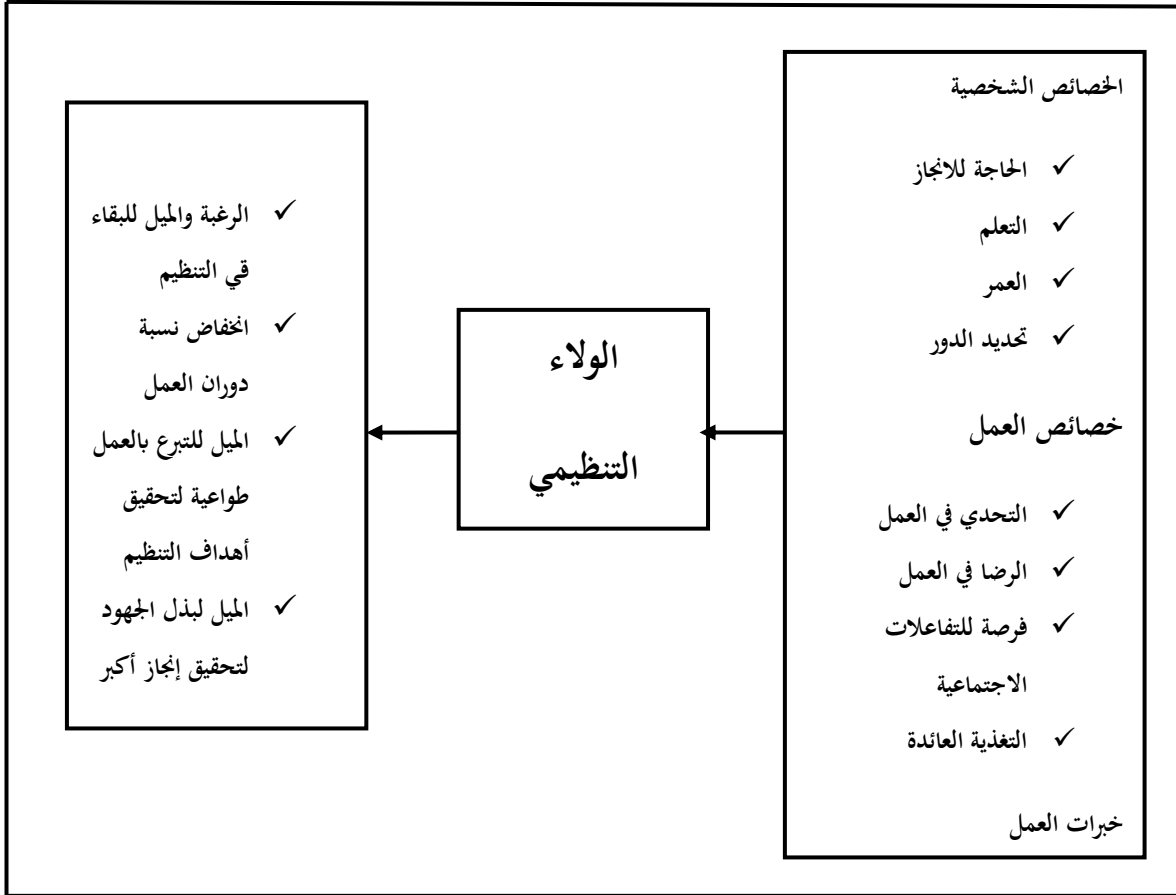 الخصائص الشخصية
✓ الحاجة للانجاز
✓ التعلم
✓ العمر
✓ تحديد الدور
خصائص العمل
✓ التحدي في العمل
✓ الرضا في العمل
✓ فرصة للتفاعلات
الاجتماعية
✓ التغذية العائدة
خبرات العمل
الولاء
التنظيمي
✓ الرغبة والميل للبقاء
قي التنظيم
✓ انخفاض نسبة
دوران العمل
✓ الميل للتبرع بالعمل
طواعية لتحقيق
أهداف التنظيم
✓ الميل لبذل الجهود
لتحقيق إنجاز أكبر